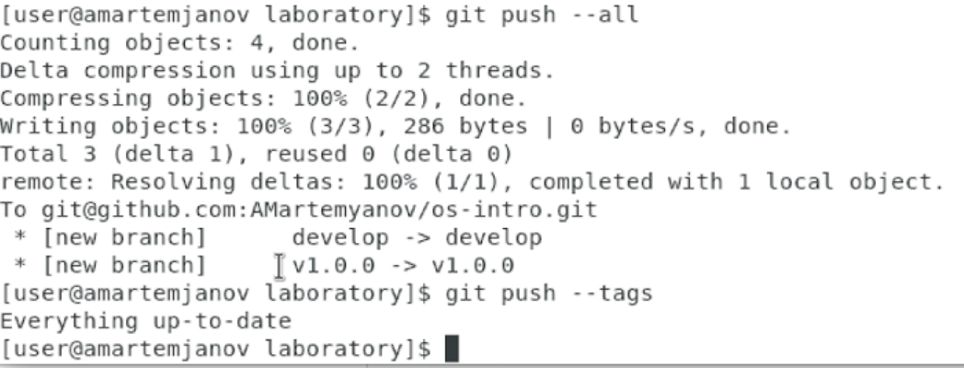 [user@amartemjanov laboratory]$ git push --all
Counting objects: 4, done.
Delta compression using up to 2 threads.
Compressing objects: 100% (2/2), done.
Writing objects: 100% (3/3), 286 bytes | 0 bytes/s, done.
Total 3 (delta 1), reused 0 (delta 0)
remote: Resolving deltas: 100% (1/1), completed with 1 local object.
To git@github.com:AMartemyanov/os-intro.git
 * [new branch]      develop -> develop
 * [new branch]      v1.0.0 -> v1.0.0
[user@amartemjanov laboratory]$ git push --tags
Everything up-to-date
[user@amartemjanov laboratory]$